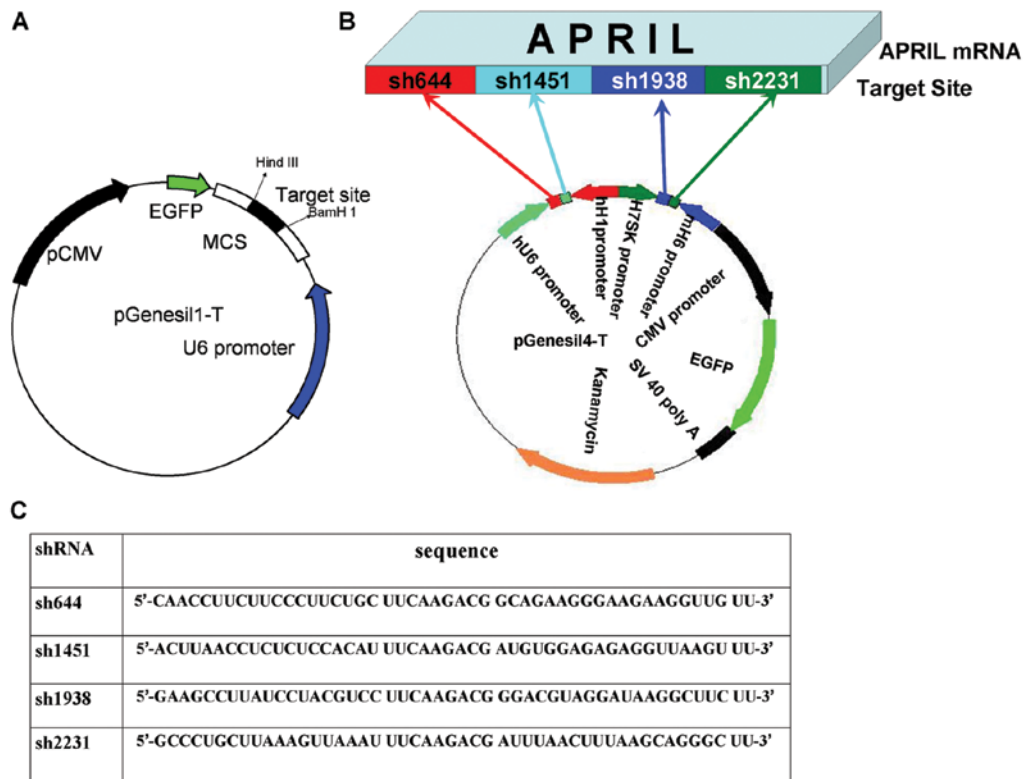 A
Hind III
Target site
BamH 1
EGFP
MCS
pCMV
pGenesil1-T
U6 promoter
B
APRIL
APRIL mRNA
sh644 sh1451 sh1938 sh2231
Target Site
hU6 promoter
hH1promoter
H7SK promoter
mH6 promoter
CMV promoter
pGenesil4-T
EGFP
SV 40 poly A
Kanamycin
C
shRNA sequence
sh644 5'-CAACCUUCUUCCCUUCUGC UUCAAGACG GCAGAAGGGAAGAAGGUUG UU-3'
sh1451 5'-ACUUAACCUCUCUCCACAU UUCAAGACG AUGUGGAGAGAGGUUAAGU UU-3'
sh1938 5'-GAAGCCUUAUCCUACGUCC UUCAAGACG GGACGUAGGAUAAGGCUUC UU-3'
sh2231 5'-GCCCUGCUUAAAGUUAAAU UUCAAGACG AUUUAACUUUAAGCAGGGC UU-3'